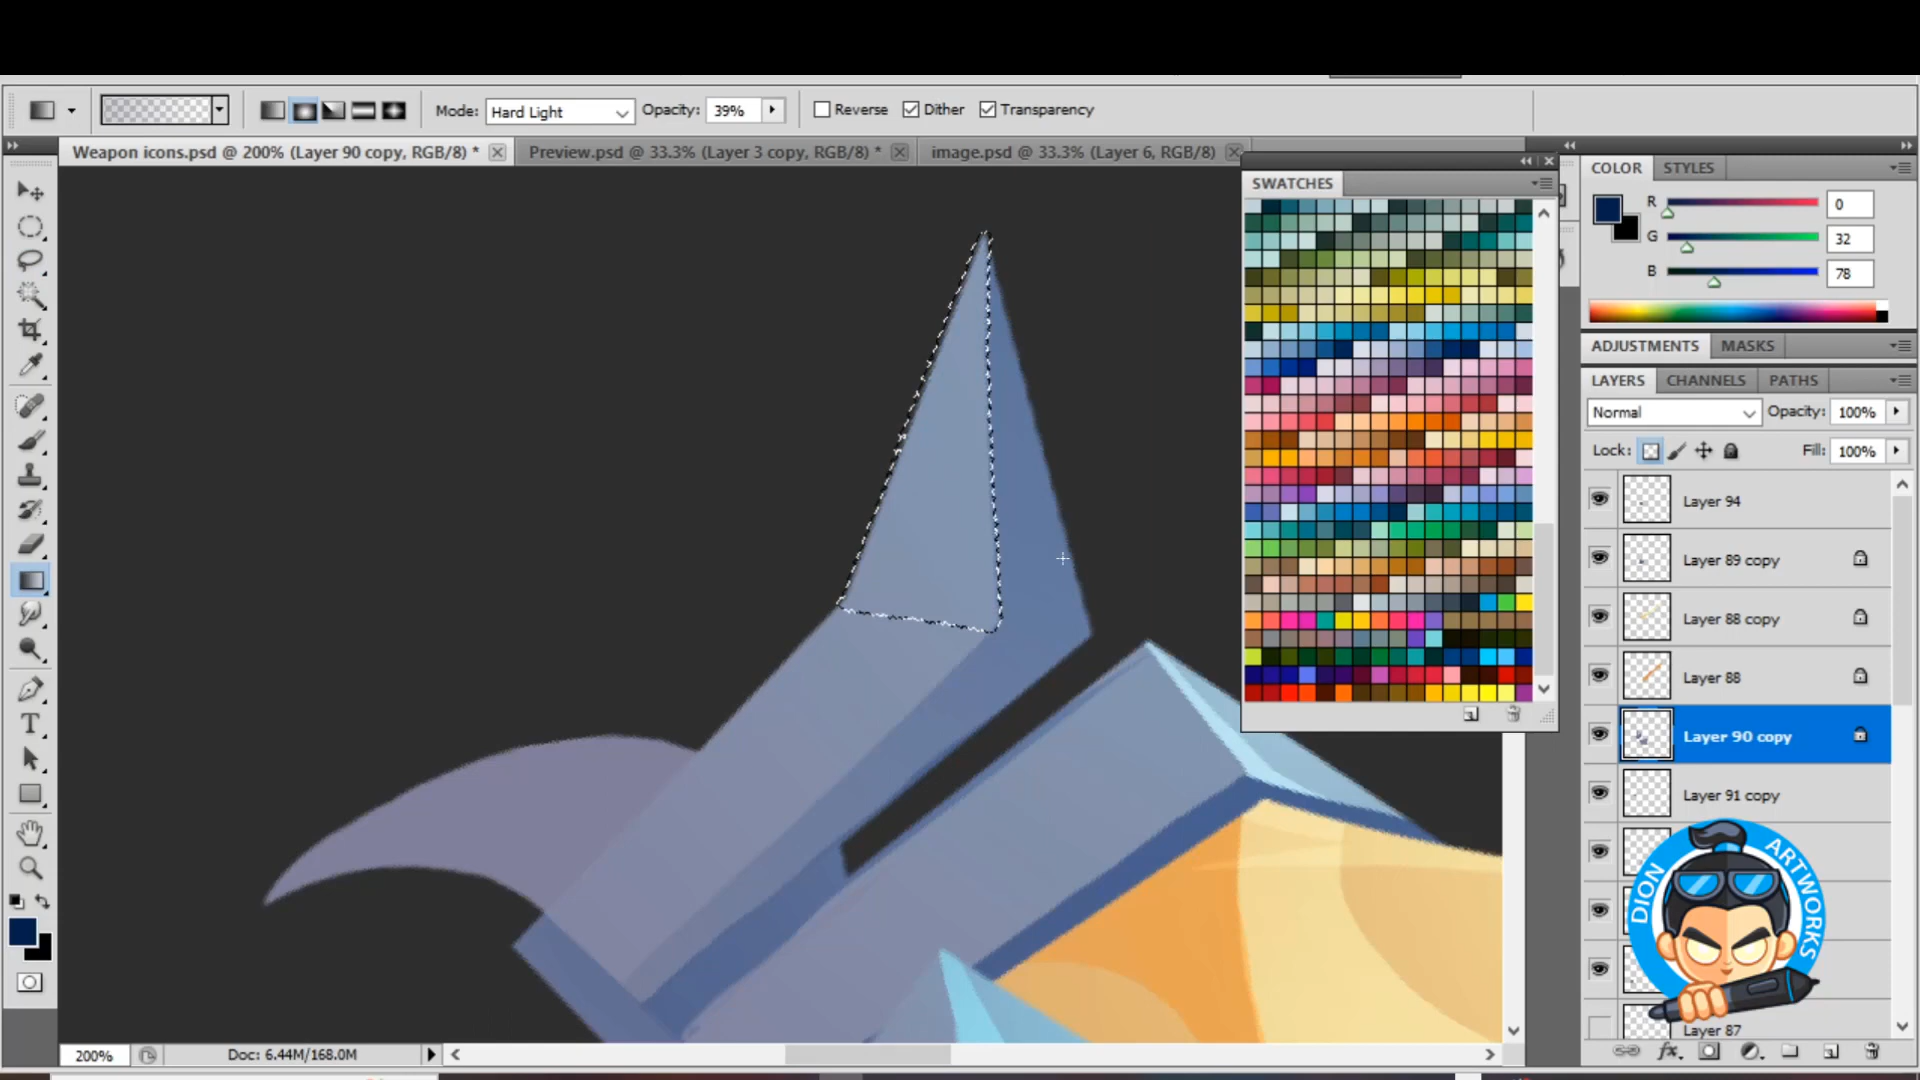 Mode: Hard Light Opacity: 39% Reverse Dither Transparency
Weapon icons.psd @ 200% (Layer 90 copy, RGB/8) *
Preview.psd @ 33.3% (Layer 3 copy, RGB/8) *
image.psd @ 33.3% (Layer 6, RGB/8)
SWATCHES
COLOR STYLES
R 0
G 32
B 78
ADJUSTMENTS MASKS
LAYERS CHANNELS PATHS
Normal Opacity: 100%
Lock: Fill: 100%
Layer 94
Layer 89 copy
Layer 88 copy
Layer 88
Layer 90 copy
Layer 91 copy
DION ARTWORKS
Layer 87
200% Doc: 6.44M/168.0M